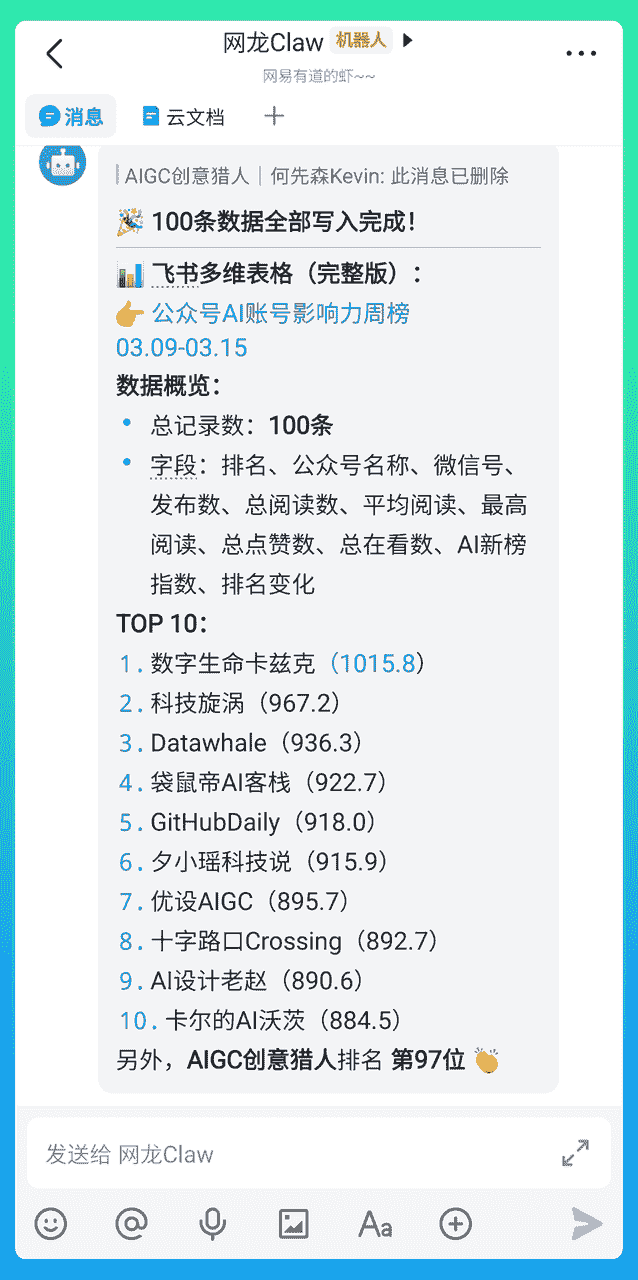 网龙Claw 机器人
网易有道的虾~~
消息 云文档
AIGC创意猎人｜何先森Kevin: 此消息已删除
100条数据全部写入完成！
飞书多维表格（完整版）：
公众号AI账号影响力周榜
03.09-03.15
数据概览：
• 总记录数：100条
• 字段：排名、公众号名称、微信号、
发布数、总阅读数、平均阅读、最高
阅读、总点赞数、总在看数、AI新榜
指数、排名变化
TOP 10：
1. 数字生命卡兹克（1015.8）
2. 科技旋涡（967.2）
3. Datawhale（936.3）
4. 袋鼠帝AI客栈（922.7）
5. GitHubDaily（918.0）
6. 夕小瑶科技说（915.9）
7. 优设AIGC（895.7）
8. 十字路口Crossing（892.7）
9. AI设计老赵（890.6）
10. 卡尔的AI沃茨（884.5）
另外，AIGC创意猎人排名 第97位
发送给 网龙Claw
Aa